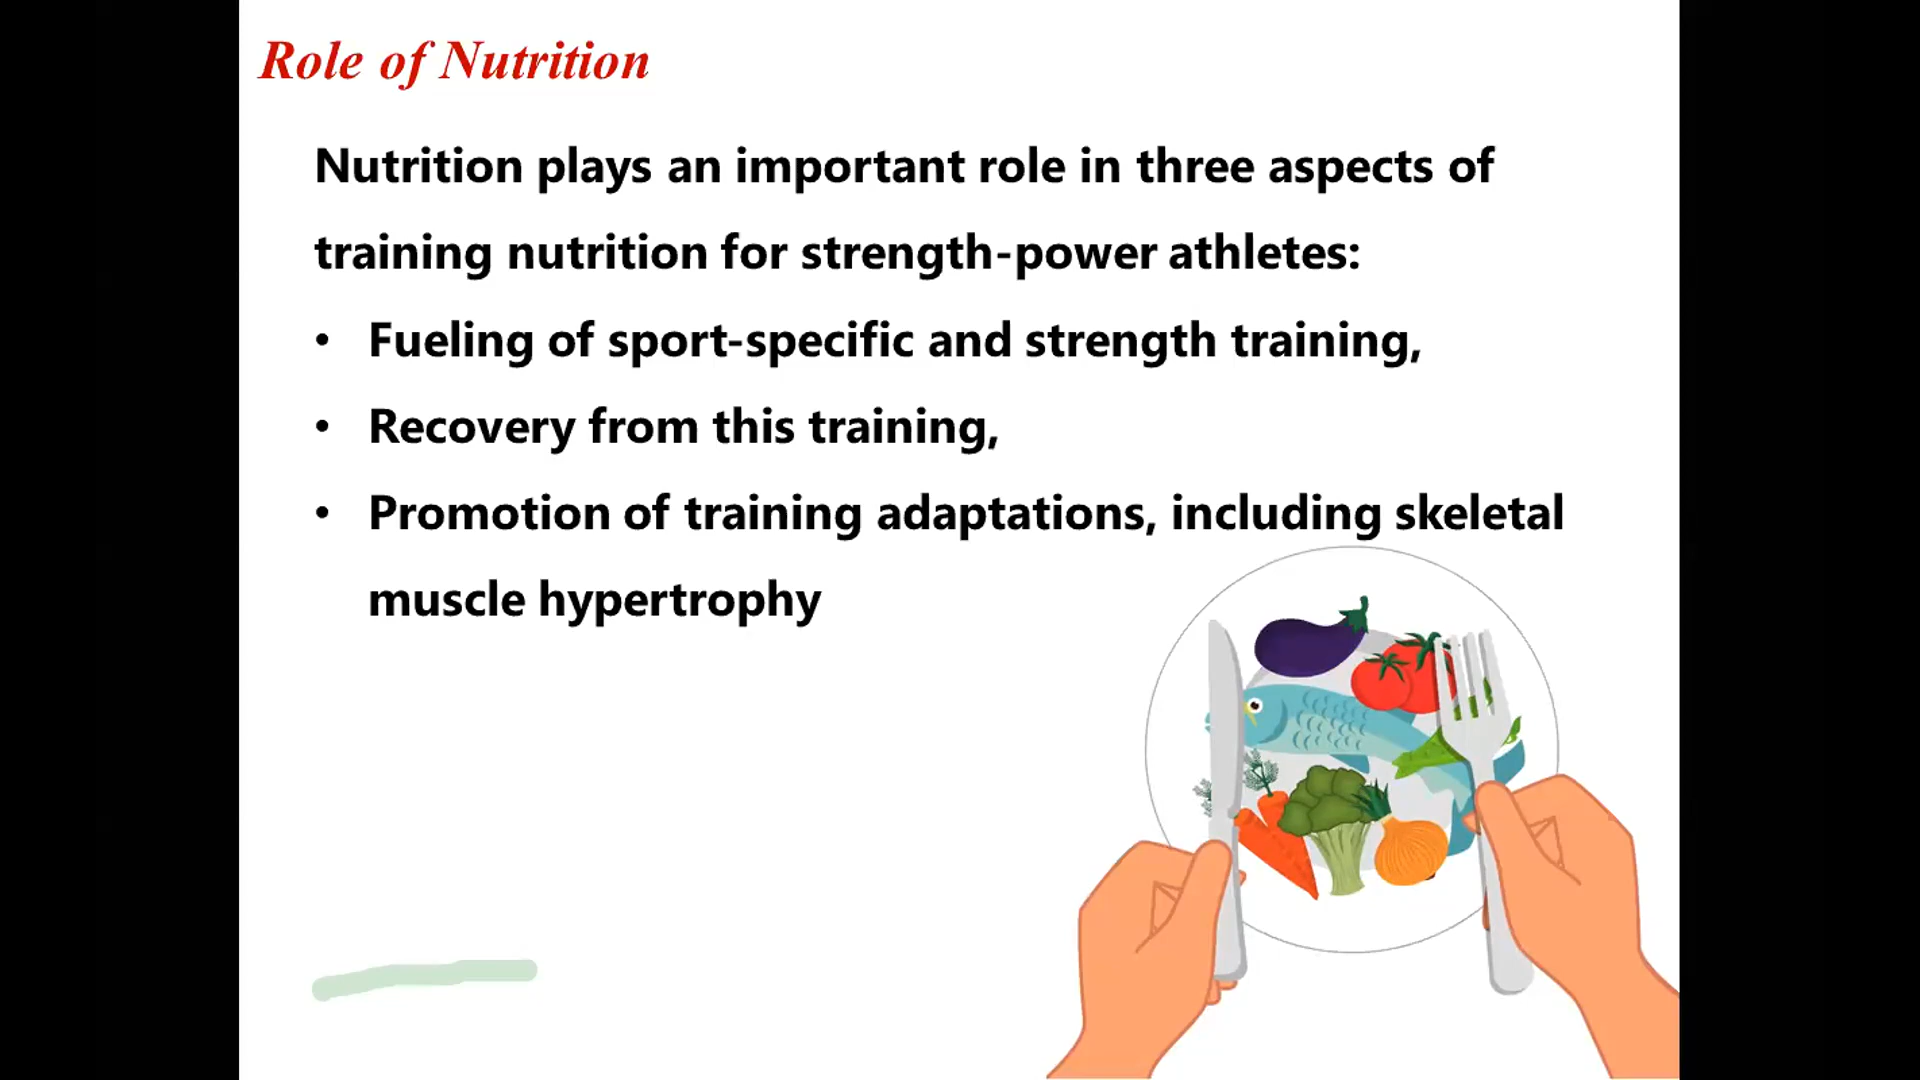 Role of Nutrition
Nutrition plays an important role in three aspects of
training nutrition for strength-power athletes:
• Fueling of sport-specific and strength training,
• Recovery from this training,
• Promotion of training adaptations, including skeletal
muscle hypertrophy